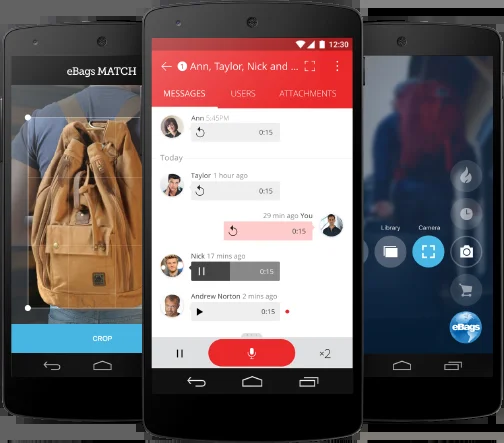 eBags MATCH
CROP
12:30
1 Ann, Taylor, Nick and ...
MESSAGES USERS ATTACHMENTS
Ann 5:45PM
0:15
Today
Taylor 1 hour ago
0:15
29 min ago You
0:15
Nick 17 mins ago
0:15
Andrew Norton 2 mins ago
0:15
×2
Library Camera
eBags